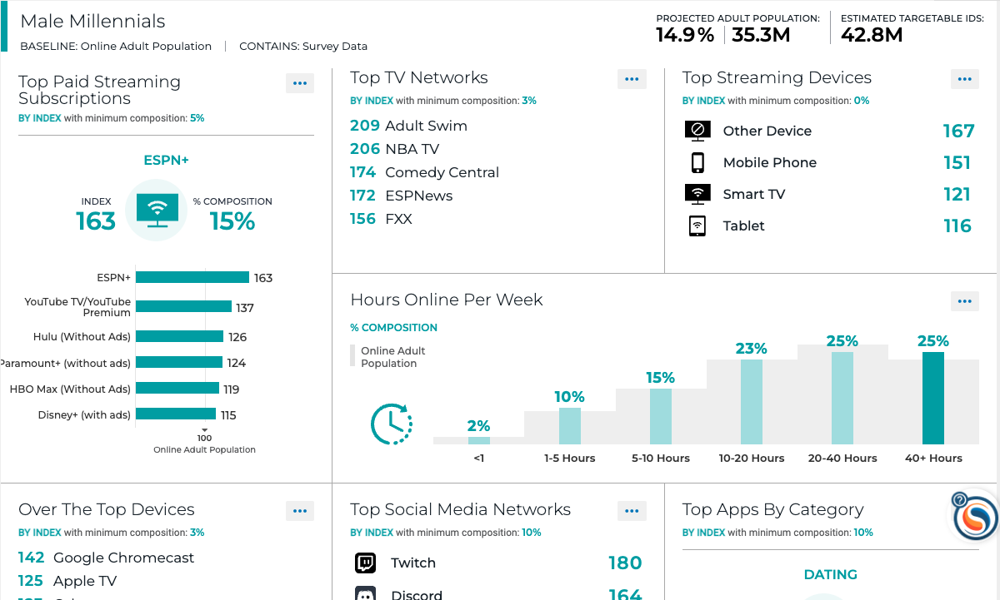 Male Millennials
BASELINE: Online Adult Population | CONTAINS: Survey Data
PROJECTED ADULT POPULATION:
14.9% | 35.3M
ESTIMATED TARGETABLE IDS:
42.8M
Top Paid Streaming
Subscriptions
BY INDEX with minimum composition: 5%
ESPN+
INDEX
163
% COMPOSITION
15%
ESPN+ 163
YouTube TV/YouTube
Premium 137
Hulu (Without Ads) 126
Paramount+ (without ads) 124
HBO Max (Without Ads) 119
Disney+ (with ads) 115
100
Online Adult Population
Top TV Networks
BY INDEX with minimum composition: 3%
209 Adult Swim
206 NBA TV
174 Comedy Central
172 ESPNews
156 FXX
Top Streaming Devices
BY INDEX with minimum composition: 0%
Other Device 167
Mobile Phone 151
Smart TV 121
Tablet 116
Hours Online Per Week
% COMPOSITION
Online Adult
Population
2% 10% 15% 23% 25% 25%
<1 1-5 Hours 5-10 Hours 10-20 Hours 20-40 Hours 40+ Hours
Over The Top Devices
BY INDEX with minimum composition: 3%
142 Google Chromecast
125 Apple TV
Top Social Media Networks
BY INDEX with minimum composition: 10%
Twitch 180
Discord 164
Top Apps By Category
BY INDEX with minimum composition: 10%
DATING
?